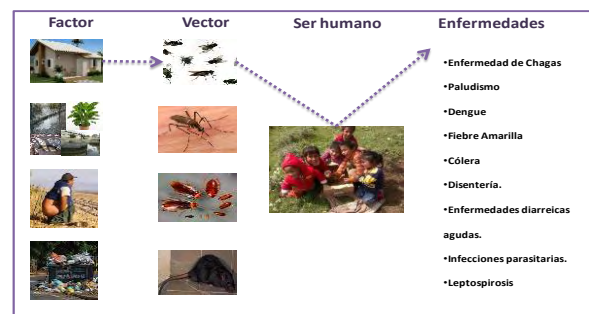 Factor
Vector
Ser humano
Enfermedades
•Enfermedad de Chagas
•Paludismo
•Dengue
•Fiebre Amarilla
•Cólera
•Disentería.
•Enfermedades diarreicas
agudas.
•Infecciones parasitarias.
•Leptospirosis